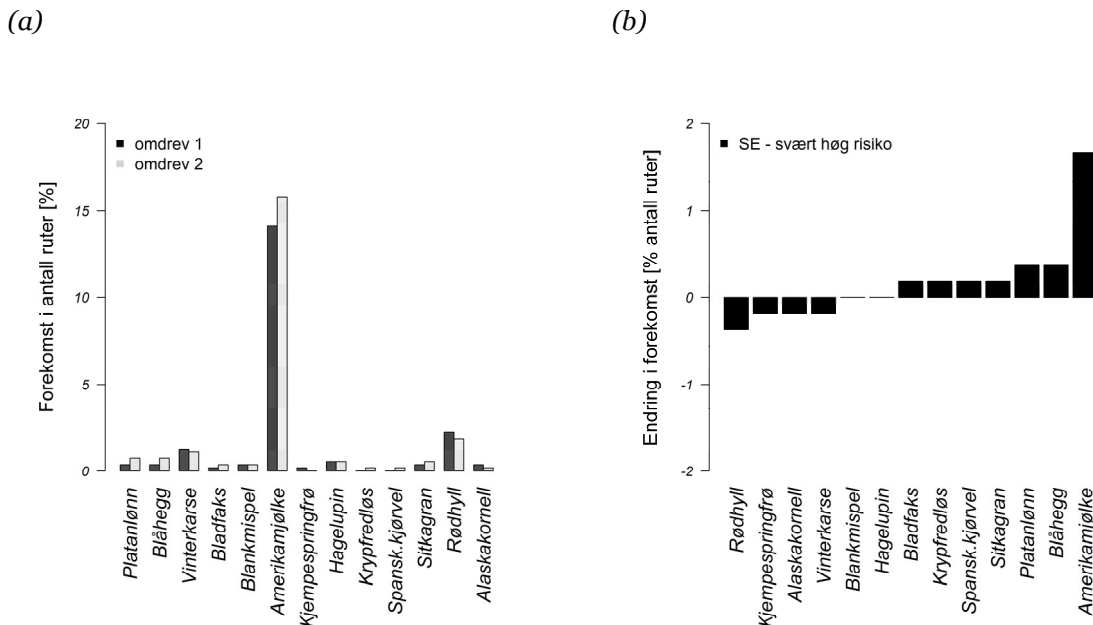 (a)
Forekomst i antall ruter [%]
20
15
10
5
0
omdrev 1
omdrev 2
Platanlønn
Blåhegg
Vinterkarse
Bladfaks
Blankmispel
Amerikamjølke
Kjempespringfrø
Hagelupin
Krypfredløs
Spansk.kjørvel
Sitkagran
Rødhyll
Alaskakornell
(b)
Endring i forekomst [% antall ruter]
2
1
0
-1
-2
SE - svært høg risiko
Rødhyll
Kjempespringfrø
Alaskakornell
Vinterkarse
Blankmispel
Hagelupin
Bladfaks
Krypfredløs
Spansk.kjørvel
Sitkagran
Platanlønn
Blåhegg
Amerikamjølke